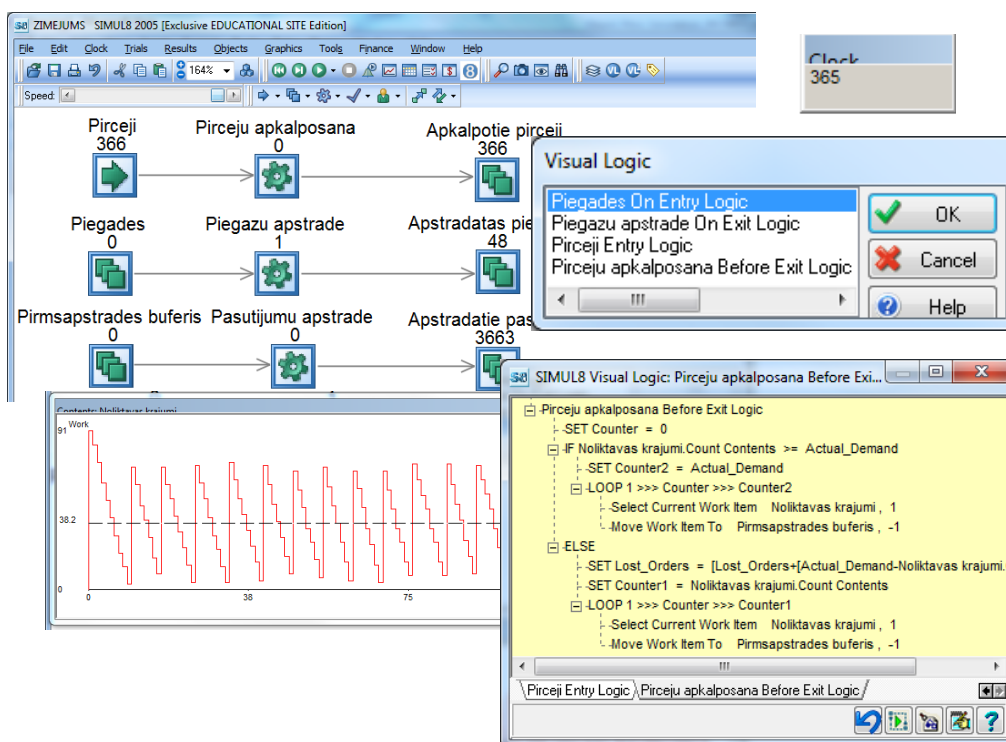 ZIMEJUMS SIMUL8 2005 [Exclusive EDUCATIONAL SITE Edition]
File Edit Clock Trials Results Objects Graphics Tools Finance Window Help
164%
Speed:
Clock
365
Pirceji
366
Pirceju apkalposana
0
Apkalpotie pirceji
366
Piegades
0
Piegazu apstrade
1
Apstradatas pie
48
Pirmsapstrades buferis
0
Pasutijumu apstrade
0
Apstradatie pas
3663
Visual Logic
Piegades On Entry Logic
Piegazu apstrade On Exit Logic
Pirceji Entry Logic
Pirceju apkalposana Before Exit Logic
OK
Cancel
Help
Contents: Noliktavas krajumi
Work
91
38.2
0
0 38 75
SIMUL8 Visual Logic: Pirceju apkalposana Before Exi...
Pirceju apkalposana Before Exit Logic
SET Counter = 0
IF Noliktavas krajumi.Count Contents >= Actual_Demand
SET Counter2 = Actual_Demand
LOOP 1 >>> Counter >>> Counter2
Select Current Work Item Noliktavas krajumi , 1
Move Work Item To Pirmsapstrades buferis , -1
ELSE
SET Lost_Orders = [Lost_Orders+[Actual_Demand-Noliktavas krajumi.
SET Counter1 = Noliktavas krajumi.Count Contents
LOOP 1 >>> Counter >>> Counter1
Select Current Work Item Noliktavas krajumi , 1
Move Work Item To Pirmsapstrades buferis , -1
Pirceji Entry Logic Pirceju apkalposana Before Exit Logic